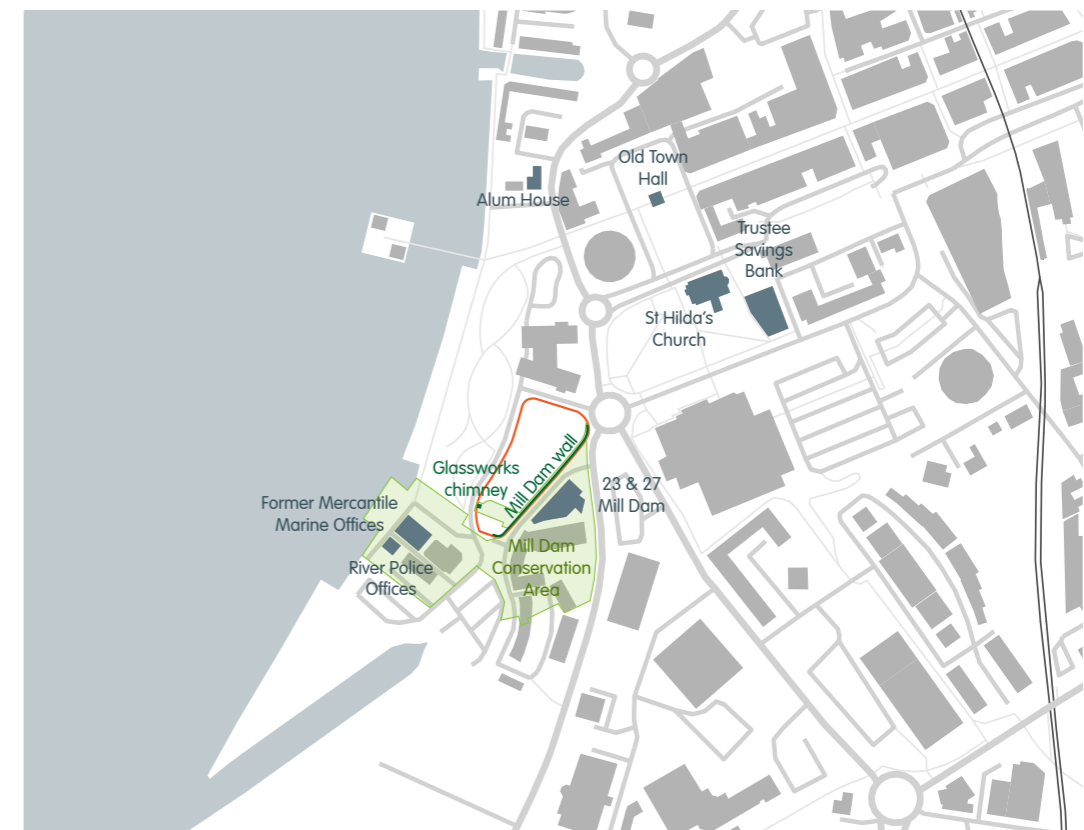 Old Town
Hall
Alum House
Trustee
Savings
Bank
St Hilda's
Church
Mill Dam wall
Glassworks
chimney
23 & 27
Mill Dam
Former Mercantile
Marine Offices
Mill Dam
Conservation
Area
River Police
Offices